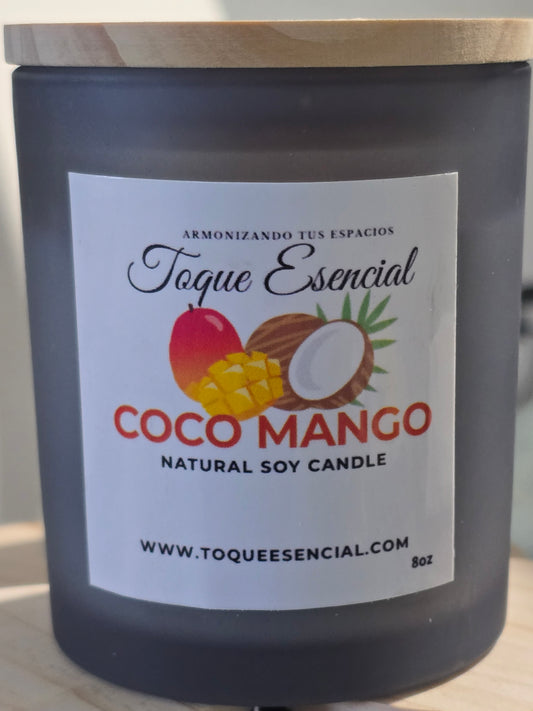 ARMONIZANDO TUS ESPACIOS
Toque Esencial
COCO MANGO
NATURAL SOY CANDLE
WWW.TOQUEESENCIAL.COM
8oz